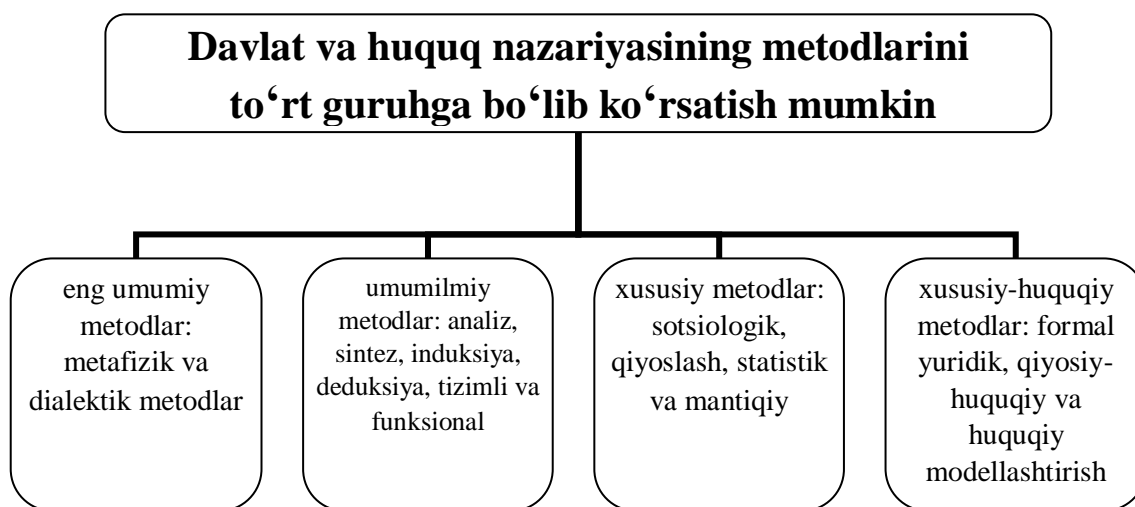 Davlat va huquq nazariyasining metodlarini
to‘rt guruhga bo‘lib ko‘rsatish mumkin
eng umumiy
metodlar:
metafizik va
dialektik metodlar
umumilmiy
metodlar: analiz,
sintez, induksiya,
deduksiya, tizimli va
funksional
xususiy metodlar:
sotsiologik,
qiyoslash, statistik
va mantiqiy
xususiy-huquqiy
metodlar: formal
yuridik, qiyosiy-
huquqiy va
huquqiy
modellashtirish